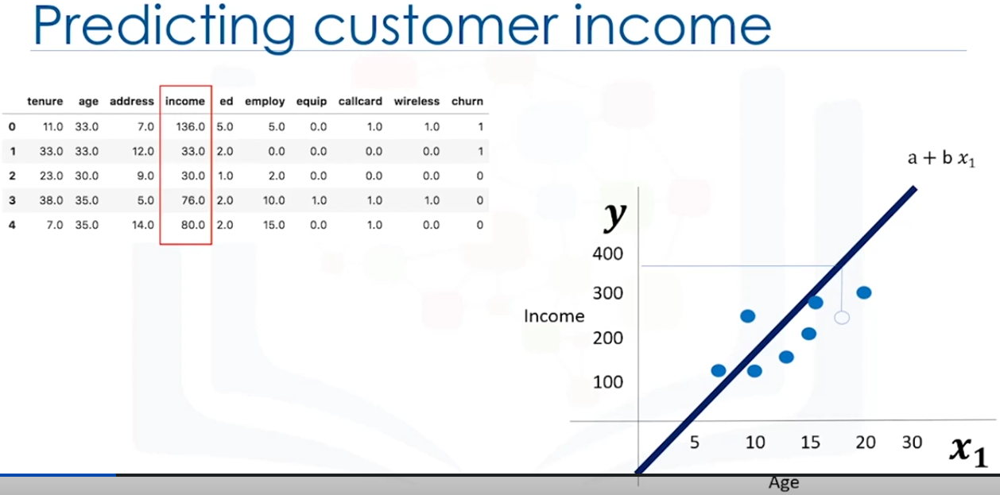 Predicting customer income
tenure age address income ed employ equip callcard wireless churn
0 11.0 33.0 7.0 136.0 5.0 5.0 0.0 1.0 1.0 1
1 33.0 33.0 12.0 33.0 2.0 0.0 0.0 0.0 0.0 1
2 23.0 30.0 9.0 30.0 1.0 2.0 0.0 0.0 0.0 0
3 38.0 35.0 5.0 76.0 2.0 10.0 1.0 1.0 1.0 0
4 7.0 35.0 14.0 80.0 2.0 15.0 0.0 1.0 0.0 0
a + b x₁
y
400
300
Income
200
100
5 10 15 20 30 x₁
Age